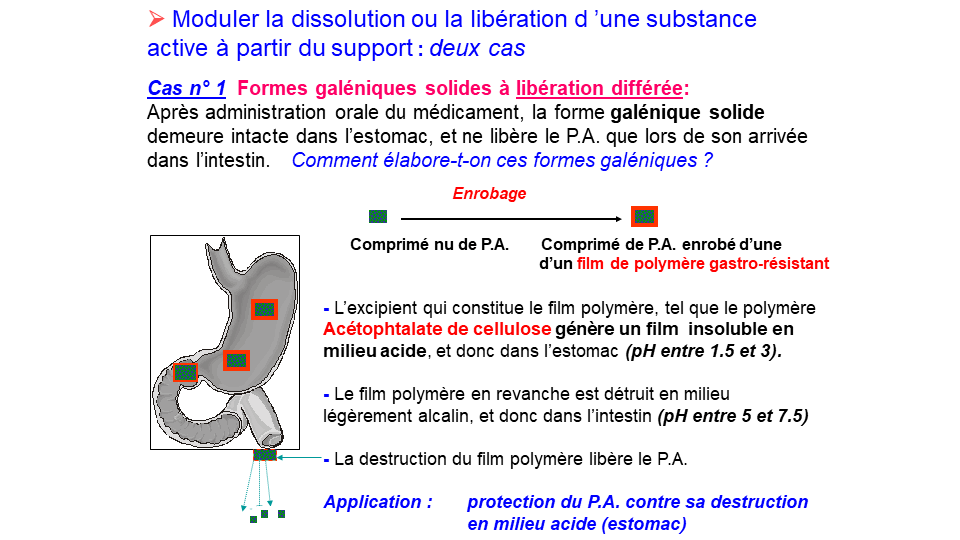 ➢ Moduler la dissolution ou la libération d ’une substance
active à partir du support : deux cas
Cas n° 1 Formes galéniques solides à libération différée:
Après administration orale du médicament, la forme galénique solide
demeure intacte dans l’estomac, et ne libère le P.A. que lors de son arrivée
dans l’intestin. Comment élabore-t-on ces formes galéniques ?
Enrobage
Comprimé nu de P.A.
Comprimé de P.A. enrobé d’une
d’un film de polymère gastro-résistant
- L’excipient qui constitue le film polymère, tel que le polymère
Acétophtalate de cellulose génère un film insoluble en
milieu acide, et donc dans l’estomac (pH entre 1.5 et 3).
- Le film polymère en revanche est détruit en milieu
légèrement alcalin, et donc dans l’intestin (pH entre 5 et 7.5)
- La destruction du film polymère libère le P.A.
Application : protection du P.A. contre sa destruction
en milieu acide (estomac)